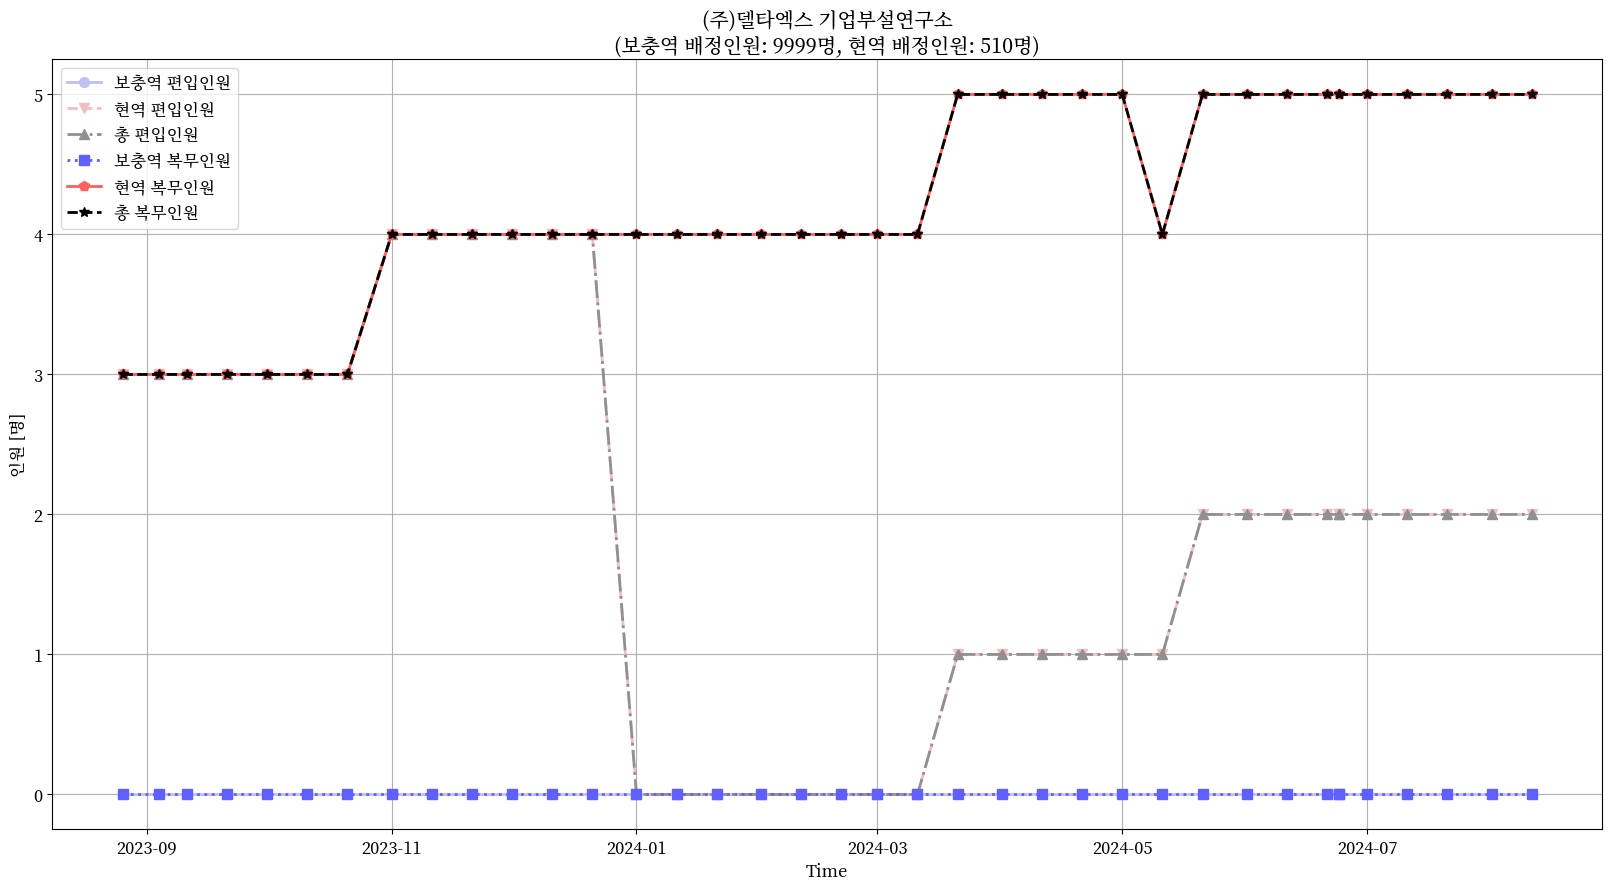 (주)델타엑스 기업부설연구소
(보충역 배정인원: 9999명, 현역 배정인원: 510명)
보충역 편입인원
현역 편입인원
총 편입인원
보충역 복무인원
현역 복무인원
총 복무인원
5
4
3
2
1
0
인원 [명]
2023-09
2023-11
2024-01
2024-03
2024-05
2024-07
Time